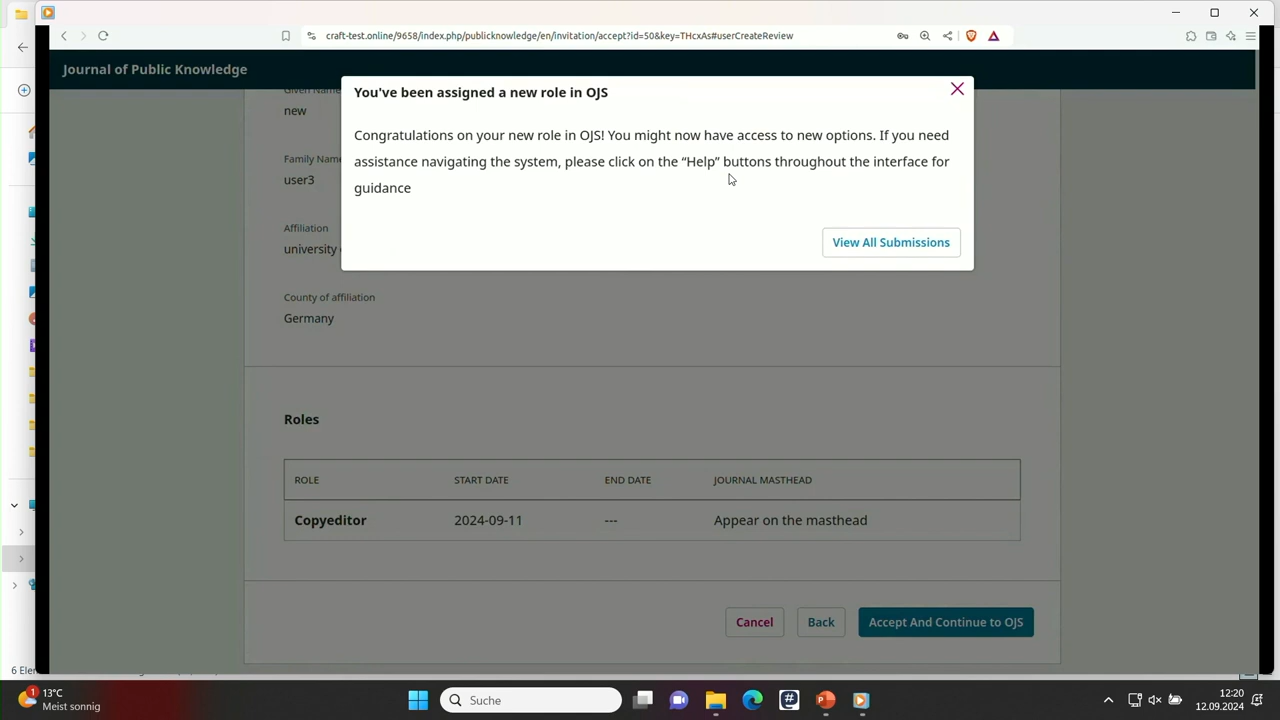 craft-test.online/9658/index.php/publicknowledge/en/invitation/accept?id=50&key=THcxAs#userCreateReview
Journal of Public Knowledge
You've been assigned a new role in OJS
Congratulations on your new role in OJS! You might now have access to new options. If you need
assistance navigating the system, please click on the “Help” buttons throughout the interface for
guidance
View All Submissions
Given Name
new
Family Name
user3
Affiliation
university
County of affiliation
Germany
Roles
ROLE START DATE END DATE JOURNAL MASTHEAD
Copyeditor 2024-09-11 --- Appear on the masthead
Cancel Back Accept And Continue to OJS
6 Elem
1
13°C
Meist sonnig
Suche
12:20
12.09.2024